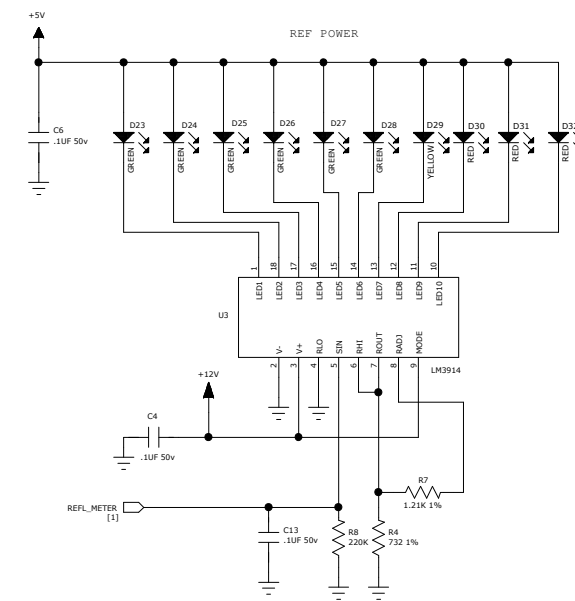 +5V
REF POWER
C6
.1UF 50v
D23
D24
D25
D26
D27
D28
D29
D30
D31
D32
GREEN
GREEN
GREEN
GREEN
GREEN
GREEN
YELLOW
RED
RED
RED
1
18
17
16
15
14
13
12
11
10
LED1
LED2
LED3
LED4
LED5
LED6
LED7
LED8
LED9
LED10
U3
V-
V+
RLO
SIN
RHI
ROUT
RADJ
MODE
2
3
4
5
6
7
8
9
LM3914
+12V
C4
.1UF 50v
R7
1.21K 1%
REFL_METER
[1]
C13
.1UF 50v
R8
220K
R4
732 1%